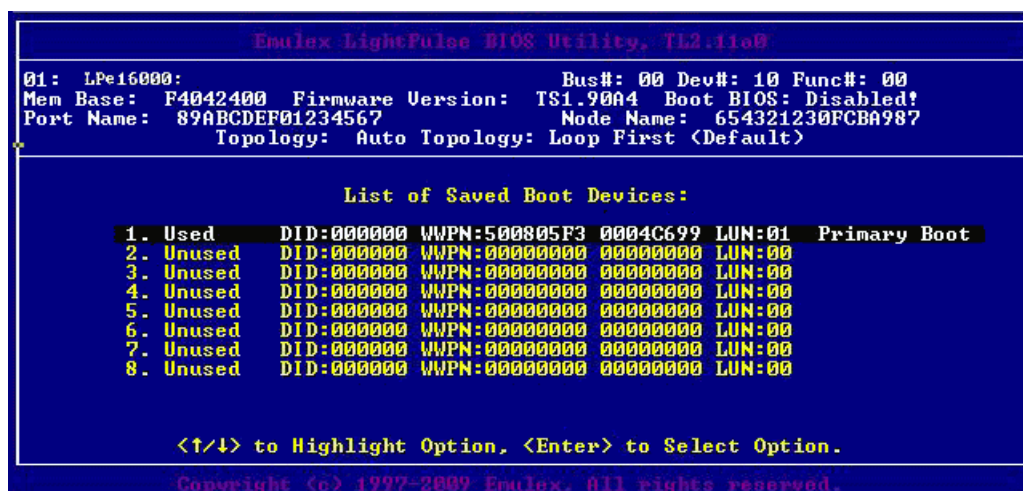 Emulex LightPulse BIOS Utility, TL2.11a0
01: LPe16000: Bus#: 00 Dev#: 10 Func#: 00
Mem Base: F4042400 Firmware Version: TS1.90A4 Boot BIOS: Disabled!
Port Name: 89ABCDEF01234567 Node Name: 654321230FCBA987
Topology: Auto Topology: Loop First <Default>
List of Saved Boot Devices:
1. Used DID:000000 WWPN:500805F3 0004C699 LUN:01 Primary Boot
2. Unused DID:000000 WWPN:00000000 00000000 LUN:00
3. Unused DID:000000 WWPN:00000000 00000000 LUN:00
4. Unused DID:000000 WWPN:00000000 00000000 LUN:00
5. Unused DID:000000 WWPN:00000000 00000000 LUN:00
6. Unused DID:000000 WWPN:00000000 00000000 LUN:00
7. Unused DID:000000 WWPN:00000000 00000000 LUN:00
8. Unused DID:000000 WWPN:00000000 00000000 LUN:00
<↑/↓> to Highlight Option, <Enter> to Select Option.
Copyright <c> 1997-2009 Emulex. All rights reserved.